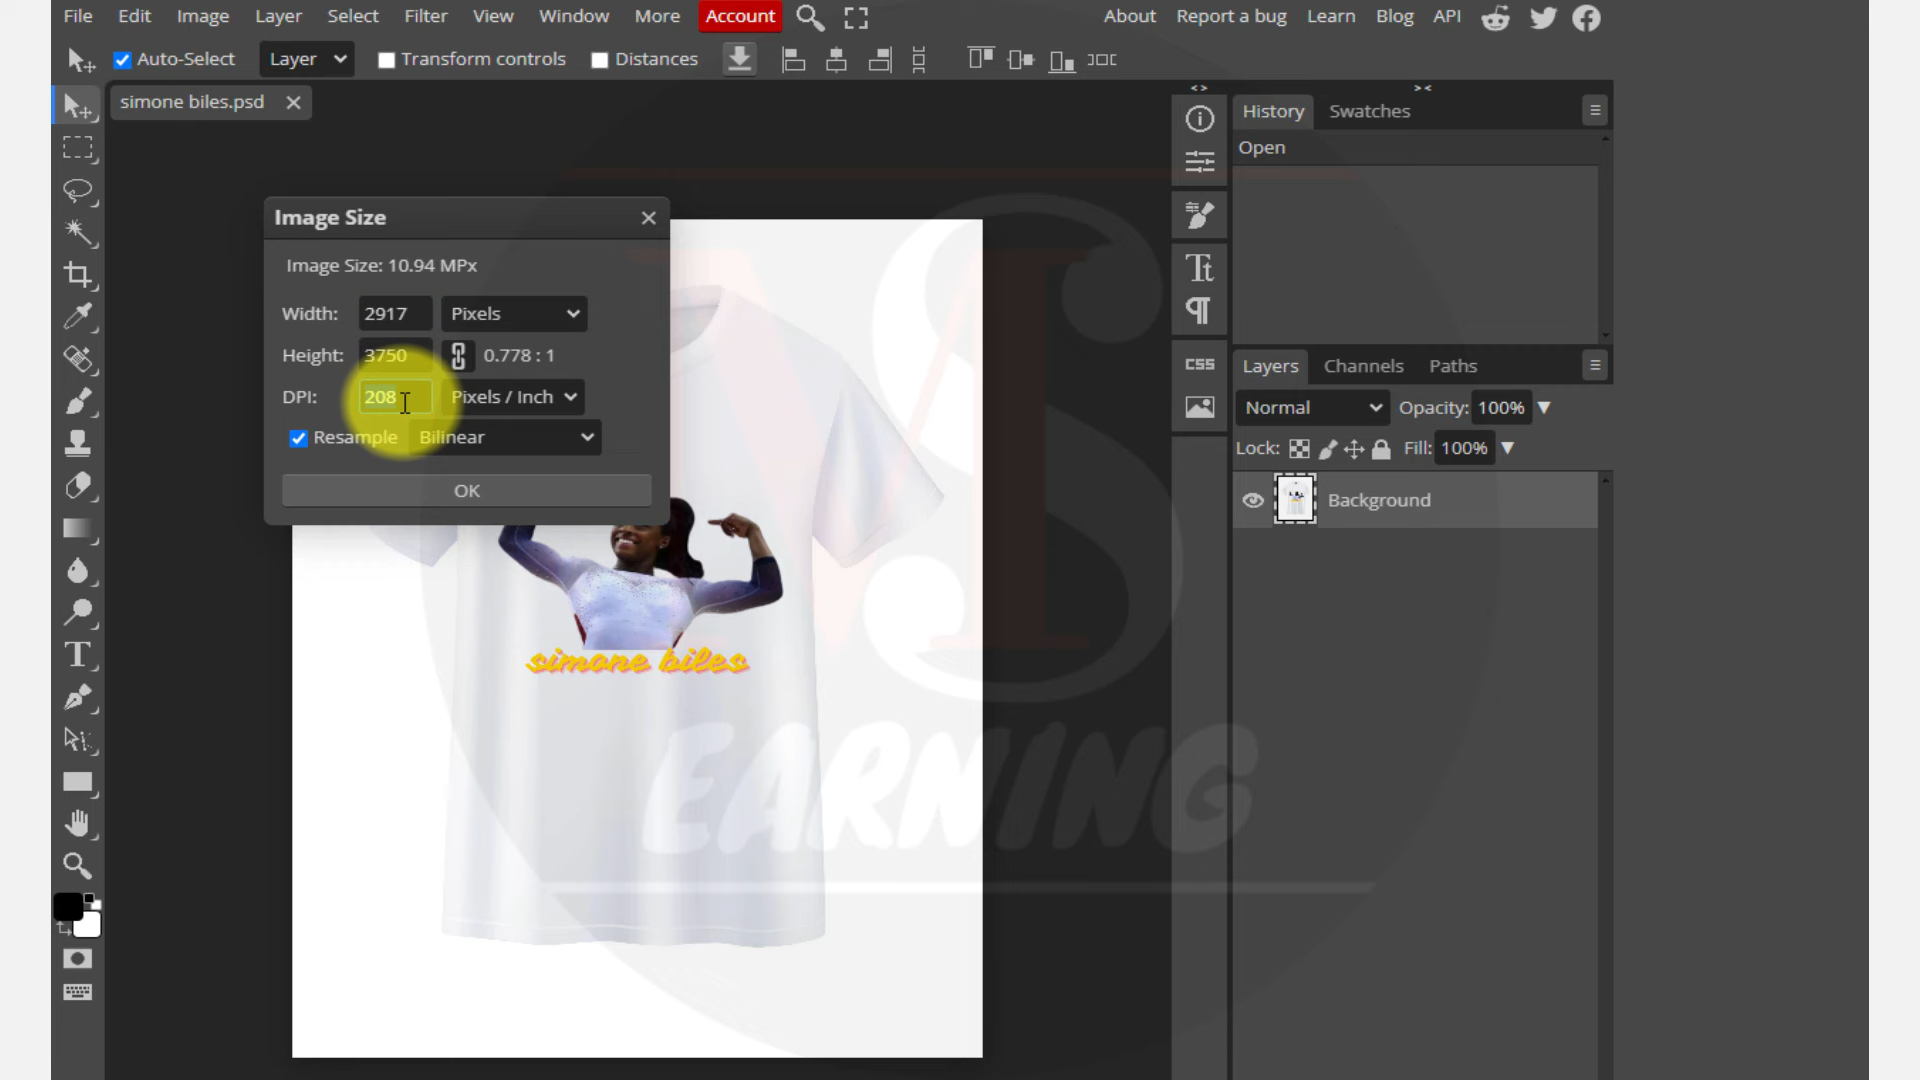 File Edit Image Layer Select Filter View Window More Account About Report a bug Learn Blog API
Auto-Select Layer Transform controls Distances
simone biles.psd
History Swatches
Open
Image Size
Image Size: 10.94 MPx
Width: 2917 Pixels
Height: 3750 0.778 : 1
DPI: 208 Pixels / Inch
Resample Bilinear
OK
CSS
Layers Channels Paths
Normal Opacity: 100%
Lock: Fill: 100%
Background
simone biles
MS
EARNING